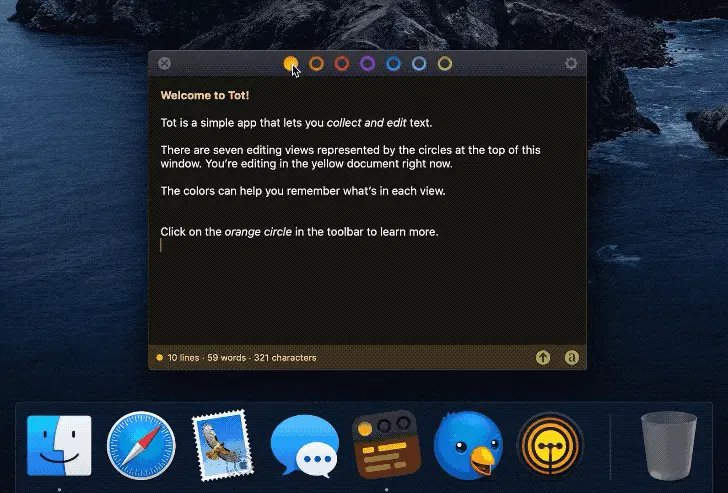 Welcome to Tot!
Tot is a simple app that lets you collect and edit text.
There are seven editing views represented by the circles at the top of this
window. You’re editing in the yellow document right now.
The colors can help you remember what’s in each view.
Click on the orange circle in the toolbar to learn more.
10 lines · 59 words · 321 characters
a